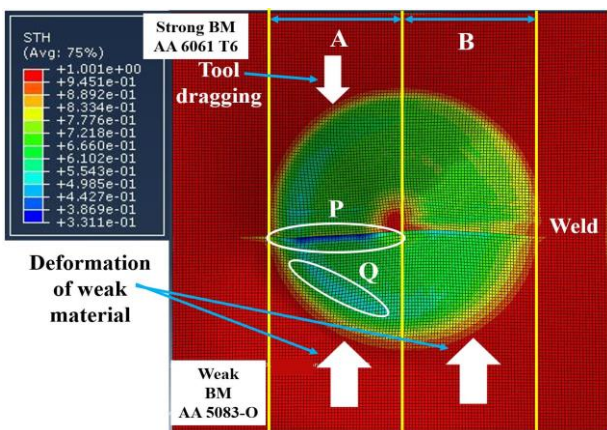 STH
(Avg: 75%)
+1.001e+00
+9.451e-01
+8.892e-01
+8.334e-01
+7.776e-01
+7.218e-01
+6.660e-01
+6.102e-01
+5.543e-01
+4.985e-01
+4.427e-01
+3.869e-01
+3.311e-01
Strong BM
AA 6061 T6
A
B
Tool
dragging
P
Weld
Q
Deformation
of weak
material
Weak
BM
AA 5083-O